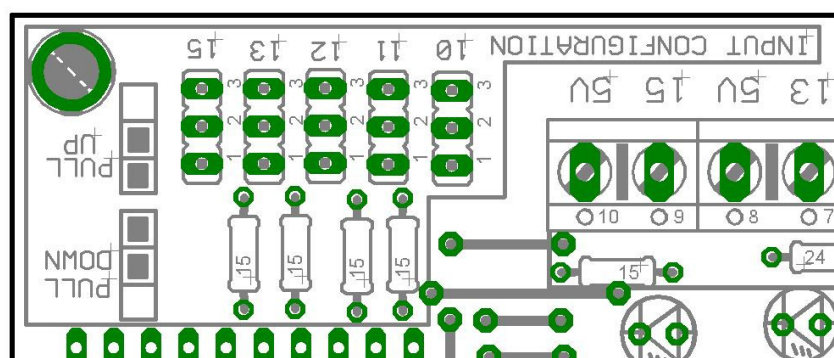 INPUT CONFIGURATION
15 13 12 11 10
3 3 3 3 3
2 2 2 2 2
1 1 1 1 1
PULL
UP
PULL
DOWN
5V 15 5V 13
10 9 8 7
15 15 15 15
15
24